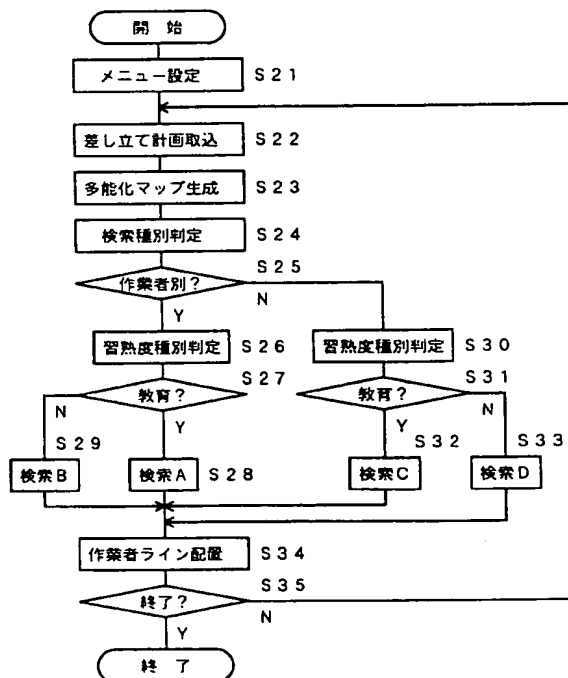 開 始
メニュー設定 S21
差し立て計画取込 S22
多能化マップ生成 S23
検索種別判定 S24
作業者別? S25
N
Y
習熟度種別判定 S26
習熟度種別判定 S30
教育? S27
教育? S31
N
Y
Y
N
検索B S29
検索A S28
検索C S32
検索D S33
作業者ライン配置 S34
終了? S35
N
Y
終 了